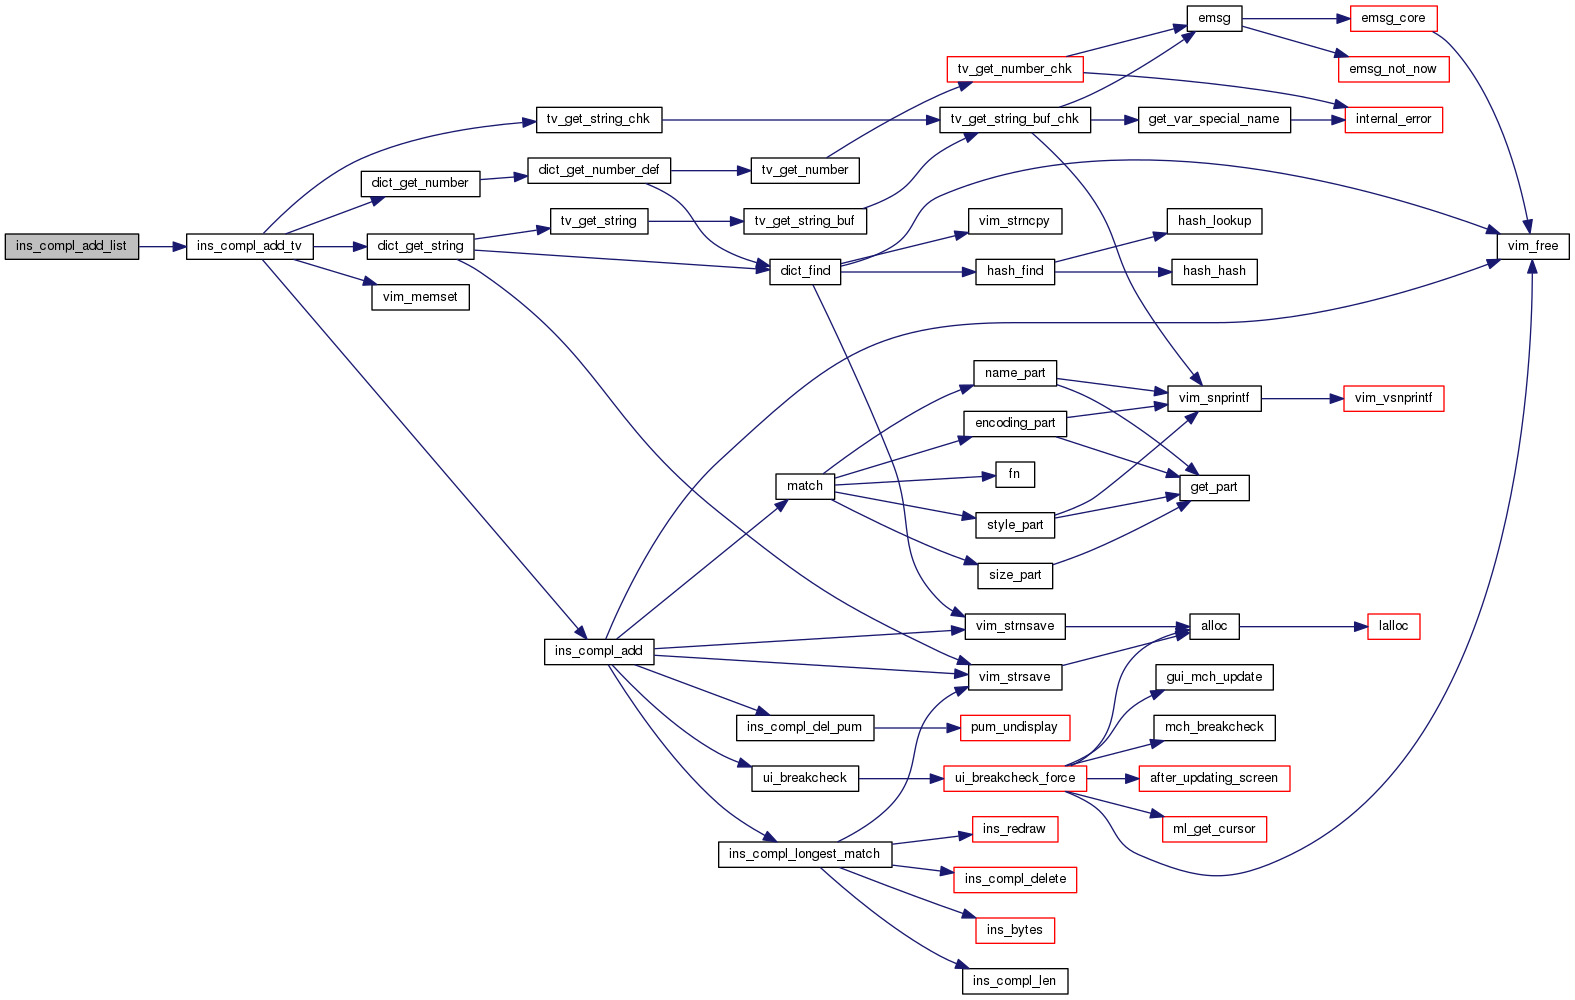 emsg
emsg_core
tv_get_number_chk
emsg_not_now
tv_get_string_chk
tv_get_string_buf_chk
get_var_special_name
internal_error
dict_get_number
dict_get_number_def
tv_get_number
tv_get_string
tv_get_string_buf
vim_strncpy
hash_lookup
ins_compl_add_list
ins_compl_add_tv
dict_get_string
vim_free
dict_find
hash_find
hash_hash
vim_memset
name_part
vim_snprintf
vim_vsnprintf
encoding_part
match
fn
get_part
style_part
size_part
vim_strnsave
alloc
lalloc
ins_compl_add
vim_strsave
gui_mch_update
ins_compl_del_pum
pum_undisplay
mch_breakcheck
ui_breakcheck
ui_breakcheck_force
after_updating_screen
ins_redraw
ml_get_cursor
ins_compl_longest_match
ins_compl_delete
ins_bytes
ins_compl_len